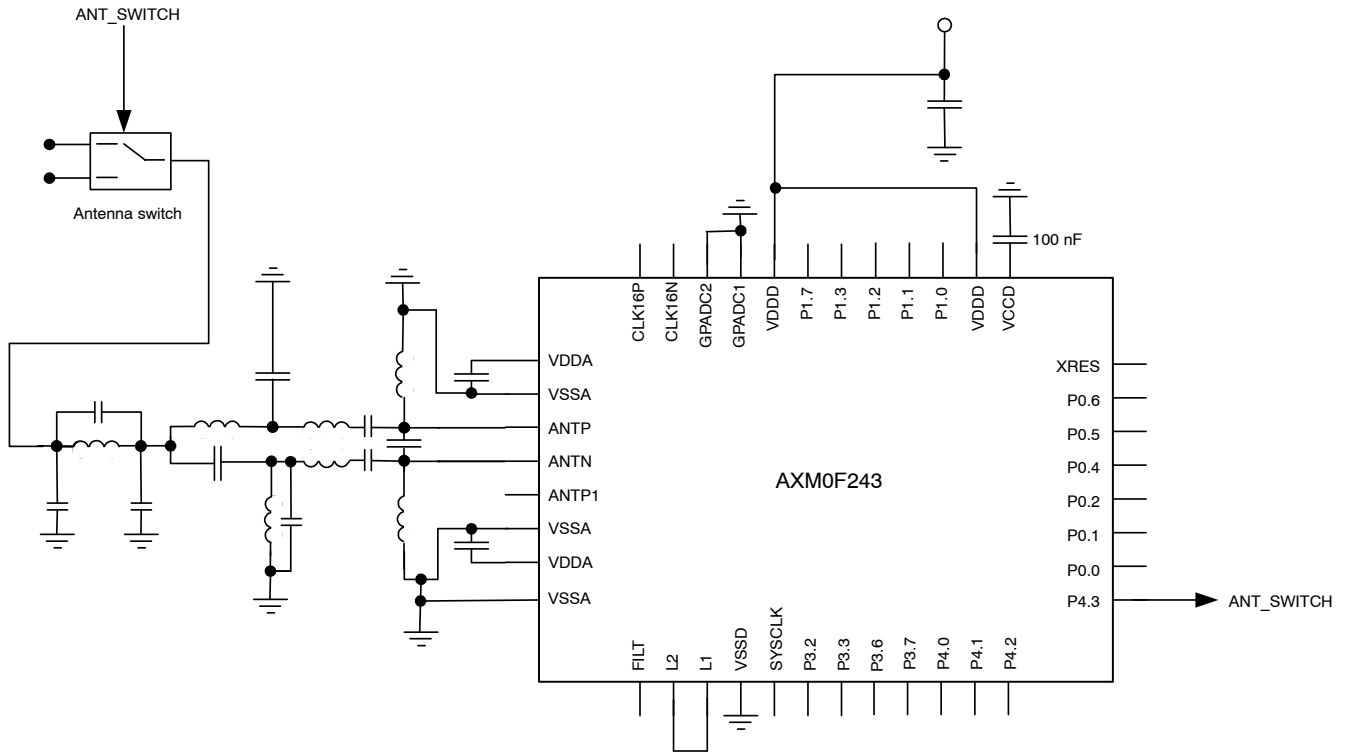 ANT_SWITCH
Antenna switch
100 nF
CLK16P
CLK16N
GPADC2
GPADC1
VDDD
P1.7
P1.3
P1.2
P1.1
P1.0
VDDD
VCCD
VDDA
VSSA
ANTP
ANTN
ANTP1
VSSA
VDDA
VSSA
AXM0F243
XRES
P0.6
P0.5
P0.4
P0.2
P0.1
P0.0
P4.3
ANT_SWITCH
FILT
L2
L1
VSSD
SYSCLK
P3.2
P3.3
P3.6
P3.7
P4.0
P4.1
P4.2